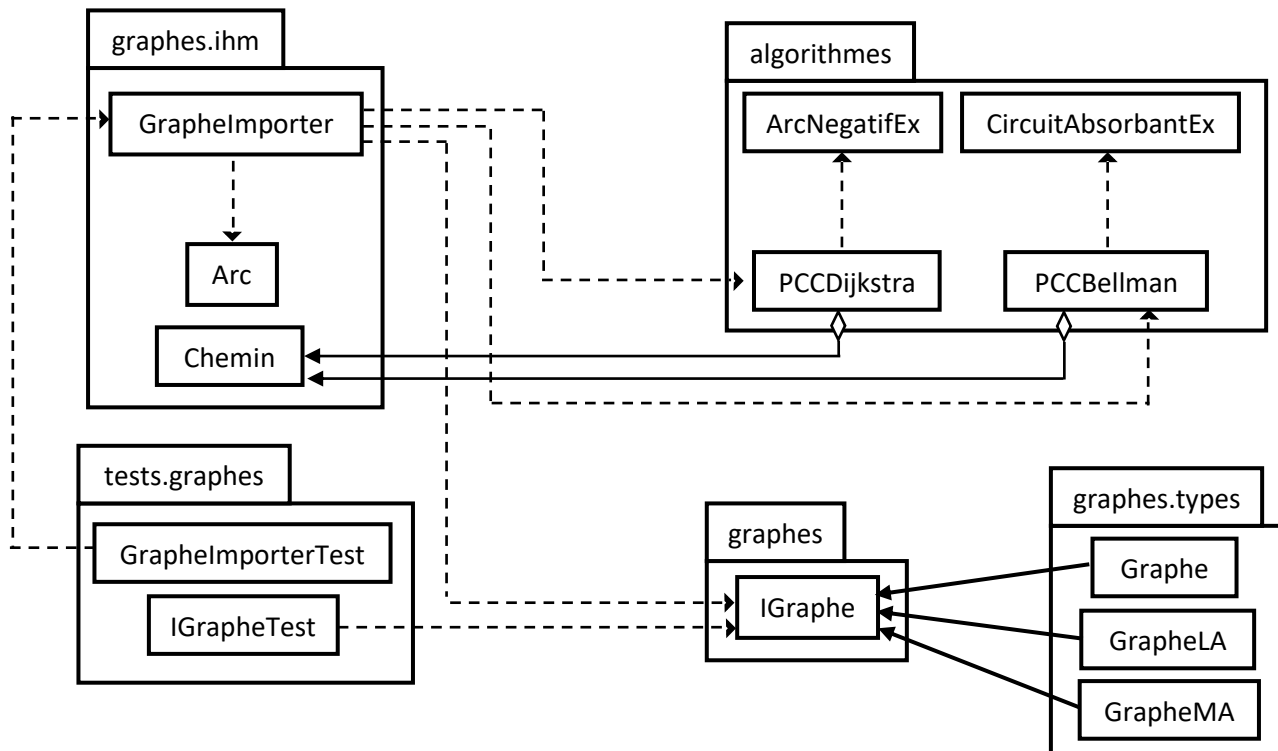 graphes.ihm
GrapheImporter
Arc
Chemin
algorithmes
ArcNegatifEx
CircuitAbsorbantEx
PCCDijkstra
PCCBellman
tests.graphes
GrapheImporterTest
IGrapheTest
graphes
IGraphe
graphes.types
Graphe
GrapheLA
GrapheMA